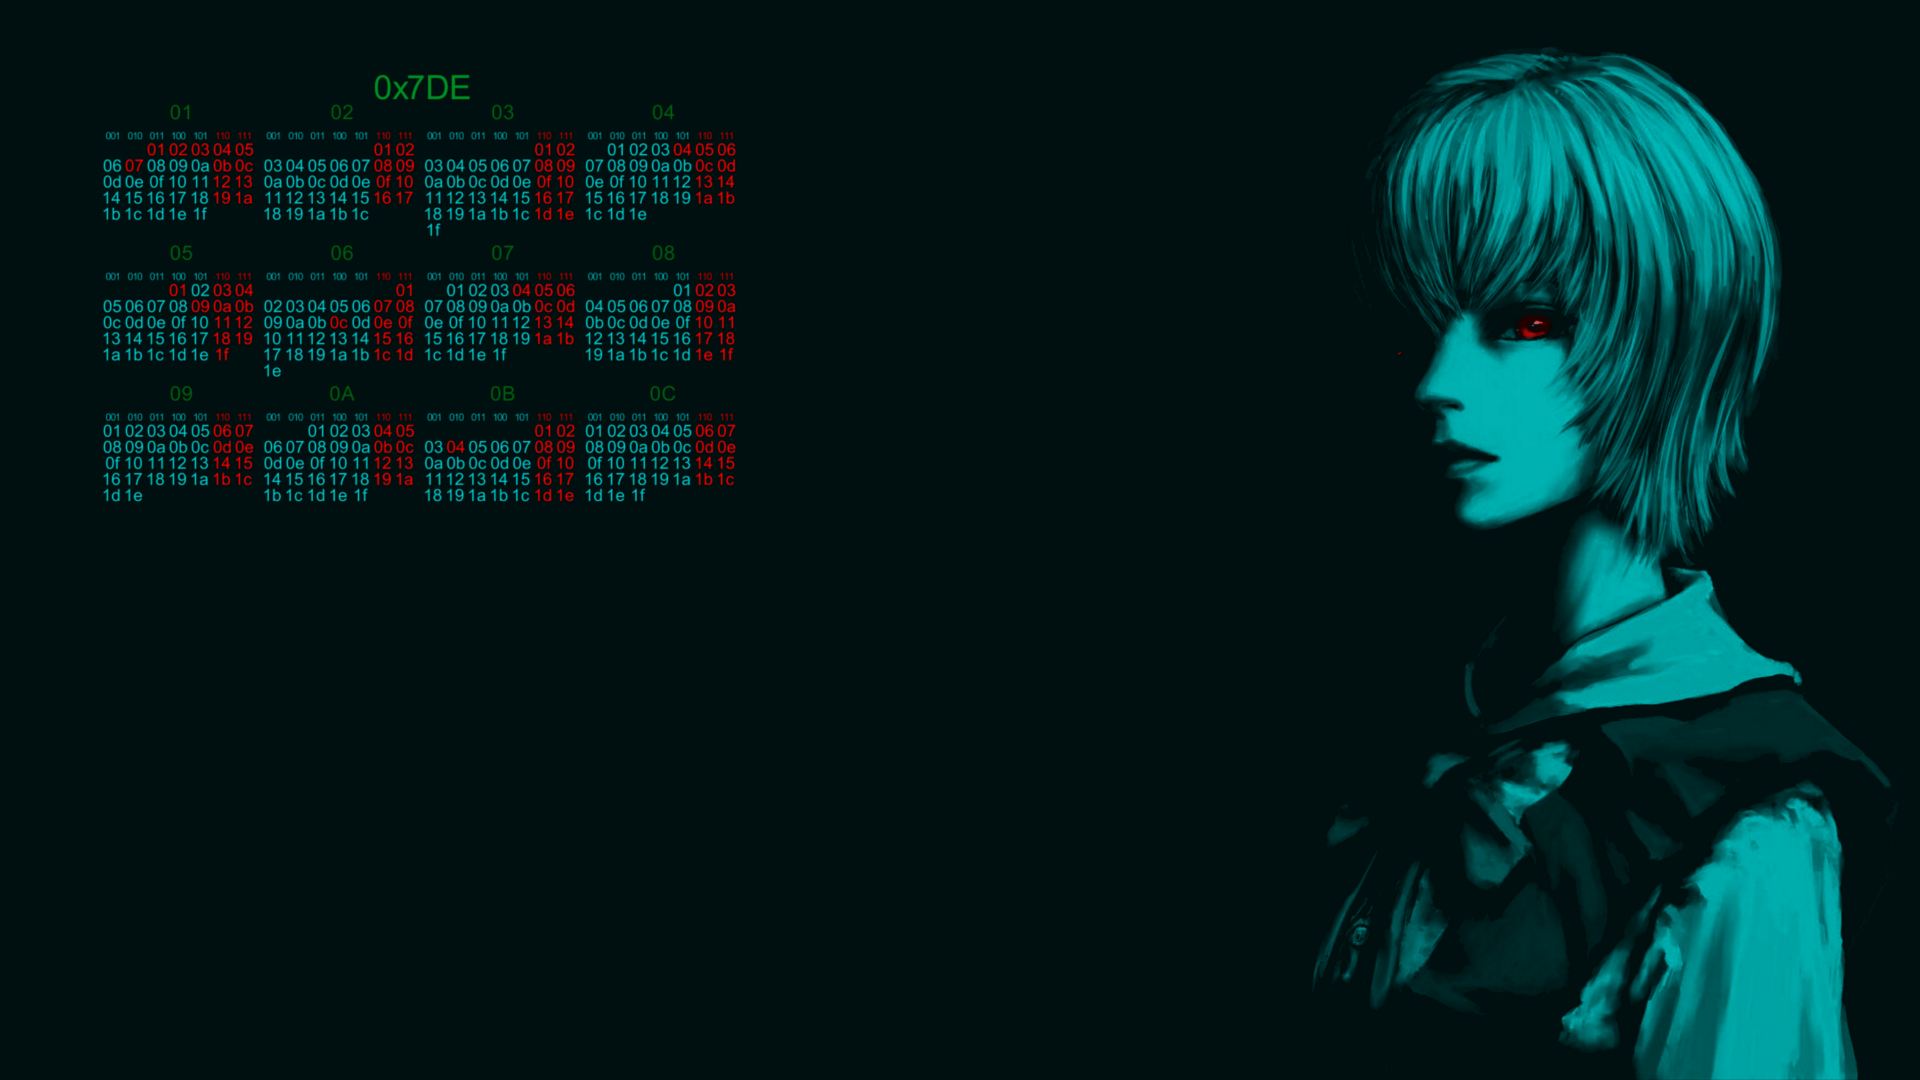 0x7DE
01 02 03 04
001 010 011 100 101 110 111 001 010 011 100 101 110 111 001 010 011 100 101 110 111 001 010 011 100 101 110 111
01 02 03 04 05 01 02 01 02 01 02 03 04 05 06
06 07 08 09 0a 0b 0c 03 04 05 06 07 08 09 03 04 05 06 07 08 09 07 08 09 0a 0b 0c 0d
0d 0e 0f 10 11 12 13 0a 0b 0c 0d 0e 0f 10 0a 0b 0c 0d 0e 0f 10 0e 0f 10 11 12 13 14
14 15 16 17 18 19 1a 11 12 13 14 15 16 17 11 12 13 14 15 16 17 15 16 17 18 19 1a 1b
1b 1c 1d 1e 1f 18 19 1a 1b 1c 18 19 1a 1b 1c 1d 1e 1c 1d 1e
1f
05 06 07 08
001 010 011 100 101 110 111 001 010 011 100 101 110 111 001 010 011 100 101 110 111 001 010 011 100 101 110 111
01 02 03 04 01 01 02 03 04 05 06 01 02 03
05 06 07 08 09 0a 0b 02 03 04 05 06 07 08 07 08 09 0a 0b 0c 0d 04 05 06 07 08 09 0a
0c 0d 0e 0f 10 11 12 09 0a 0b 0c 0d 0e 0f 0e 0f 10 11 12 13 14 0b 0c 0d 0e 0f 10 11
13 14 15 16 17 18 19 10 11 12 13 14 15 16 15 16 17 18 19 1a 1b 12 13 14 15 16 17 18
1a 1b 1c 1d 1e 1f 17 18 19 1a 1b 1c 1d 1c 1d 1e 1f 19 1a 1b 1c 1d 1e 1f
1e
09 0A 0B 0C
001 010 011 100 101 110 111 001 010 011 100 101 110 111 001 010 011 100 101 110 111 001 010 011 100 101 110 111
01 02 03 04 05 06 07 01 02 03 04 05 01 02 01 02 03 04 05 06 07
08 09 0a 0b 0c 0d 0e 06 07 08 09 0a 0b 0c 03 04 05 06 07 08 09 08 09 0a 0b 0c 0d 0e
0f 10 11 12 13 14 15 0d 0e 0f 10 11 12 13 0a 0b 0c 0d 0e 0f 10 0f 10 11 12 13 14 15
16 17 18 19 1a 1b 1c 14 15 16 17 18 19 1a 11 12 13 14 15 16 17 16 17 18 19 1a 1b 1c
1d 1e 1b 1c 1d 1e 1f 18 19 1a 1b 1c 1d 1e 1d 1e 1f